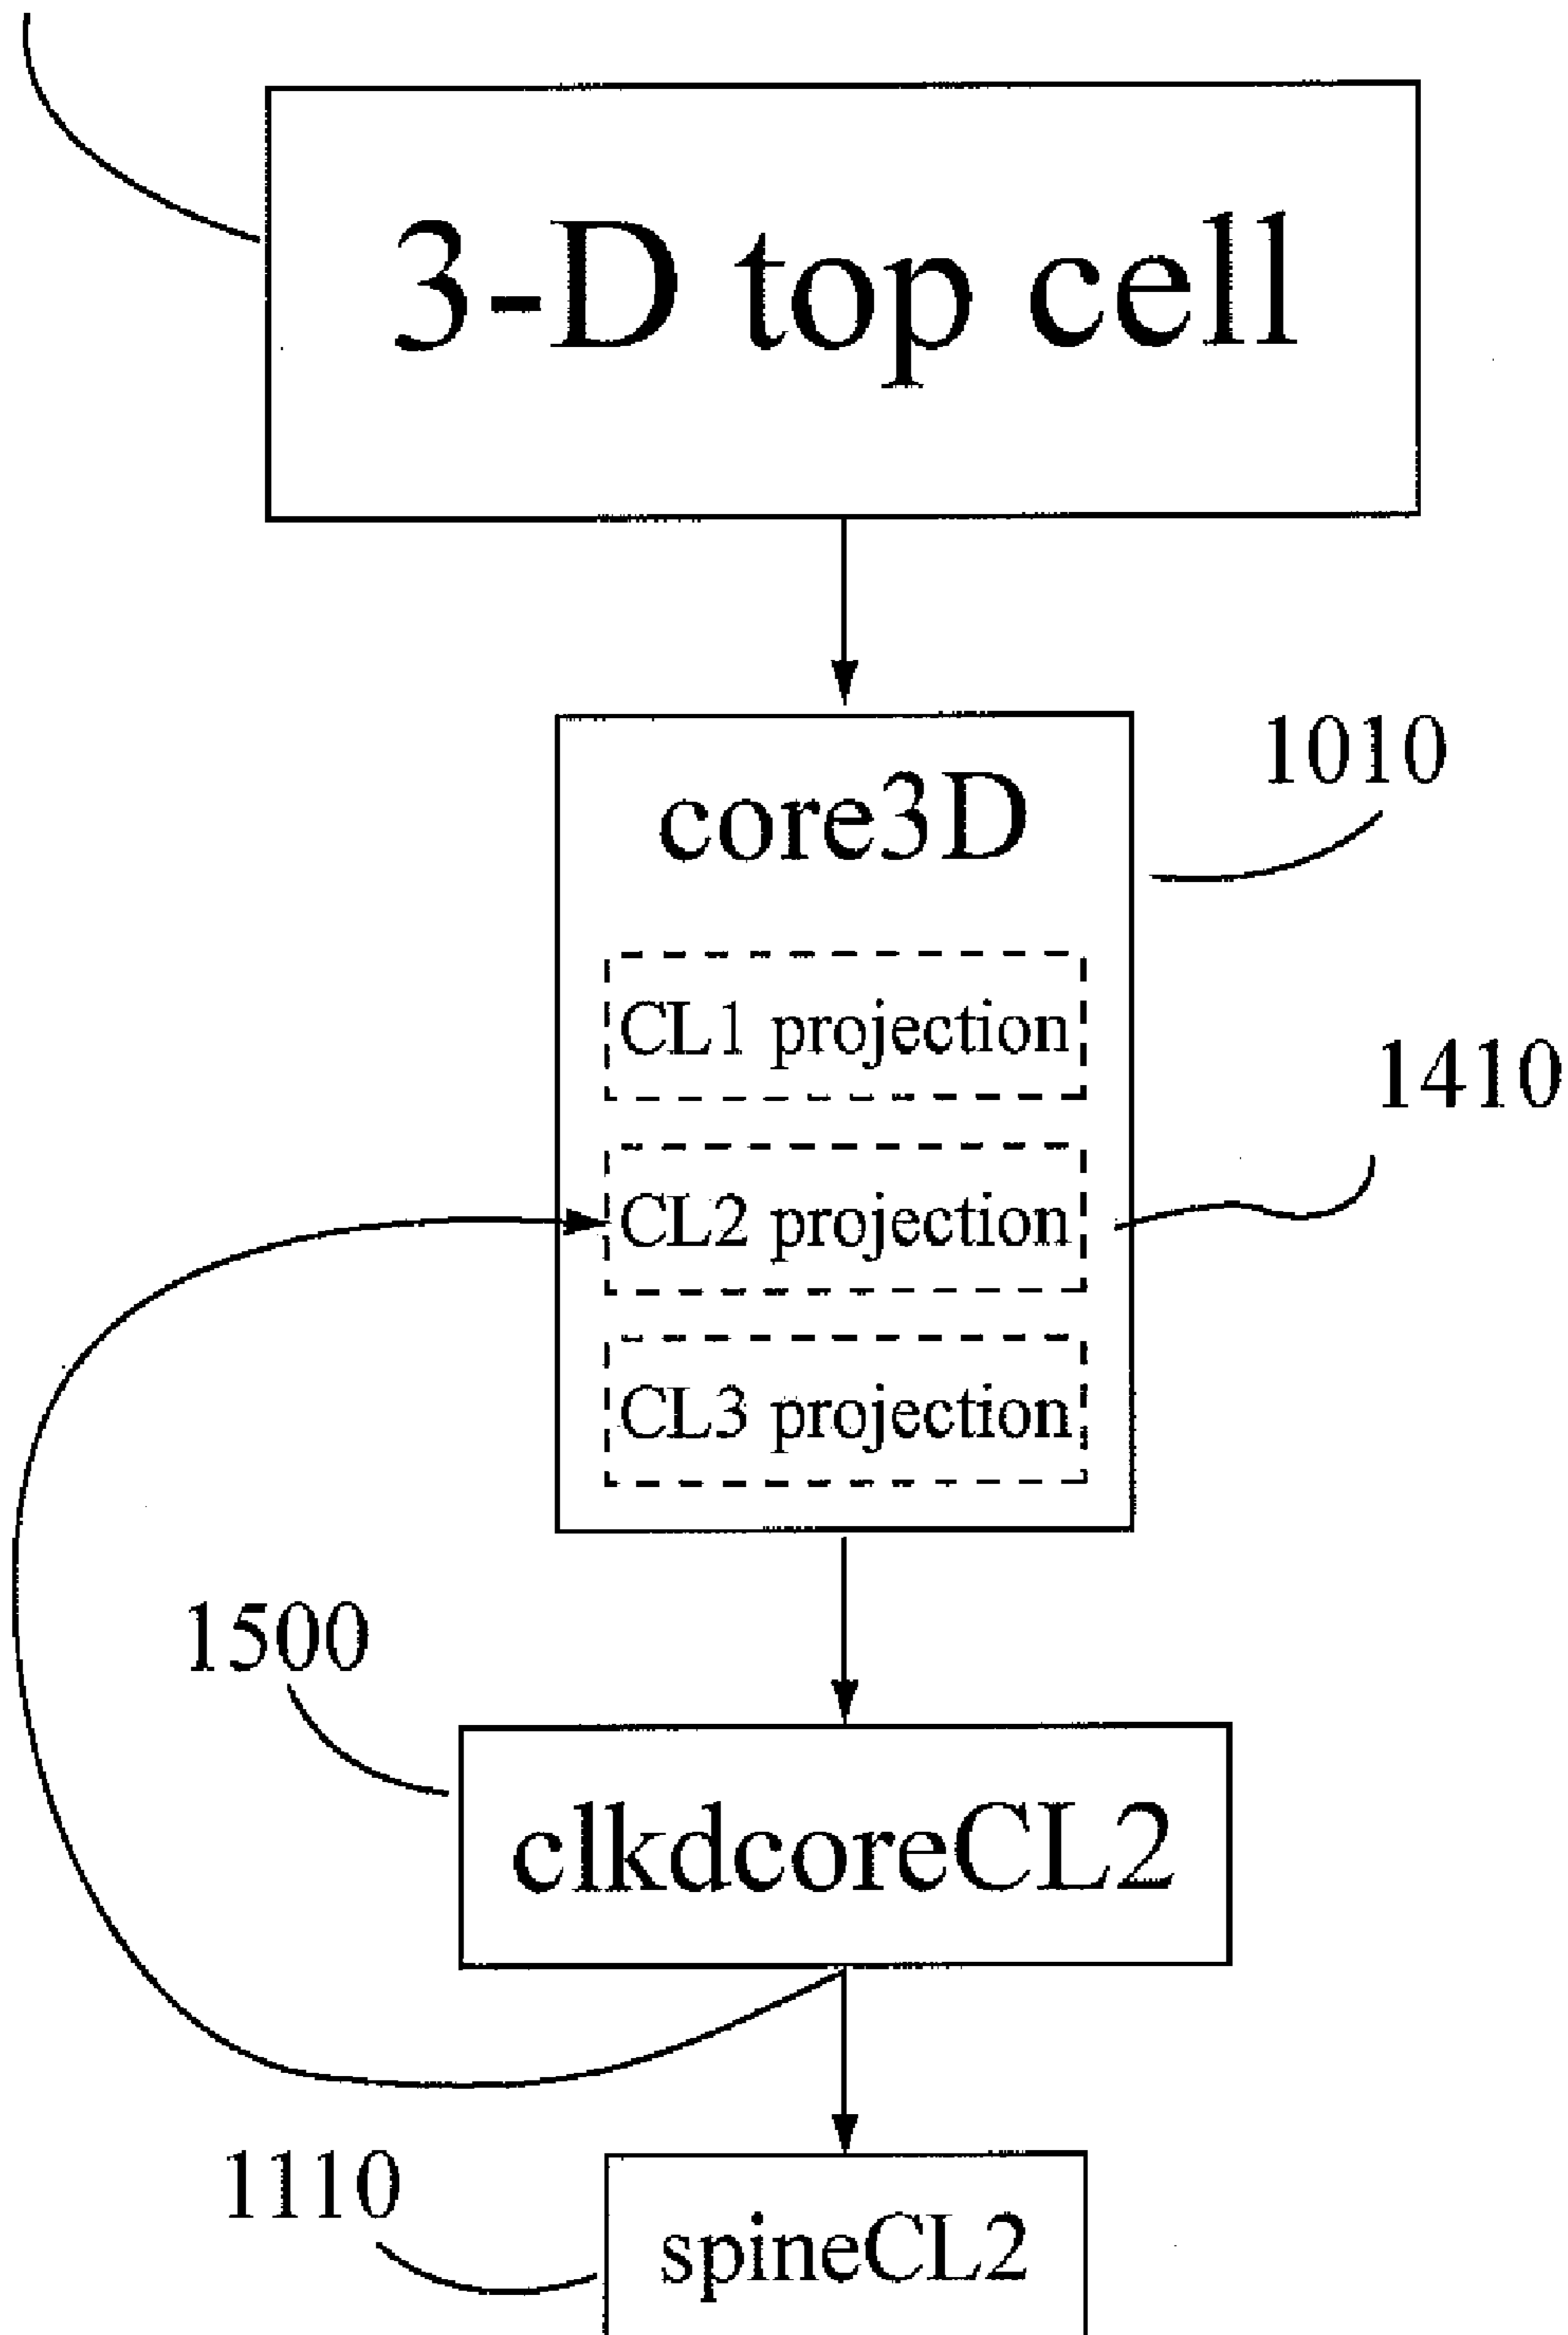 3-D top cell
1010
core3D
CL1 projection
1410
CL2 projection
CL3 projection
1500
clkdcoreCL2
1110
spineCL2